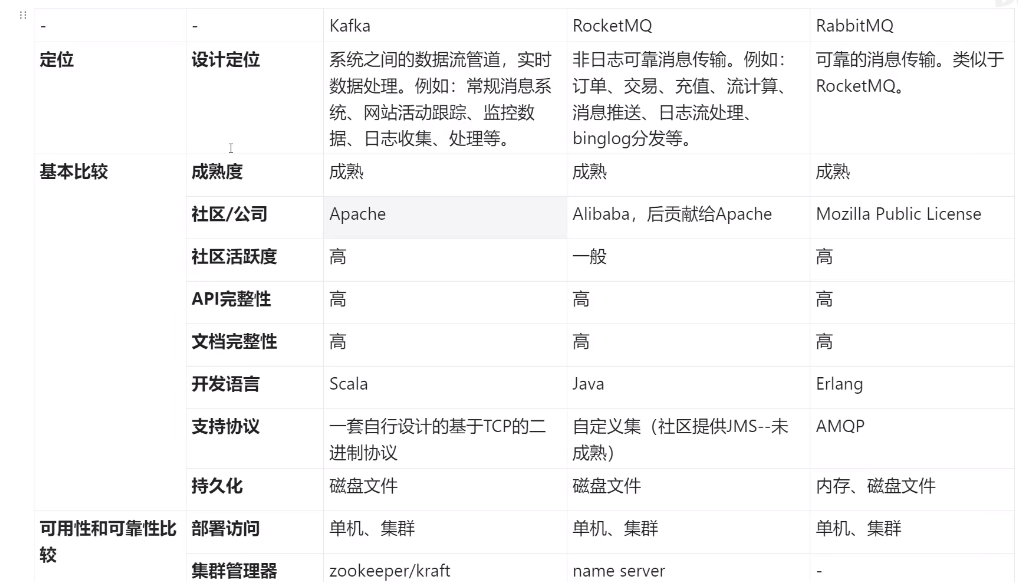 - - Kafka RocketMQ RabbitMQ
定位 设计定位 系统之间的数据流管道，实时 非日志可靠消息传输。例如： 可靠的消息传输。类似于
数据处理。例如：常规消息系 订单、交易、充值、流计算、 RocketMQ。
统、网站活动跟踪、监控数 消息推送、日志流处理、
据、日志收集、处理等。 binglog分发等。
基本比较 成熟度 成熟 成熟 成熟
社区/公司 Apache Alibaba，后贡献给Apache Mozilla Public License
社区活跃度 高 一般 高
API完整性 高 高 高
文档完整性 高 高 高
开发语言 Scala Java Erlang
支持协议 一套自行设计的基于TCP的二 自定义集（社区提供JMS--未 AMQP
进制协议 成熟）
持久化 磁盘文件 磁盘文件 内存、磁盘文件
可用性和可靠性比 部署访问 单机、集群 单机、集群 单机、集群
较
集群管理器 zookeeper/kraft name server -